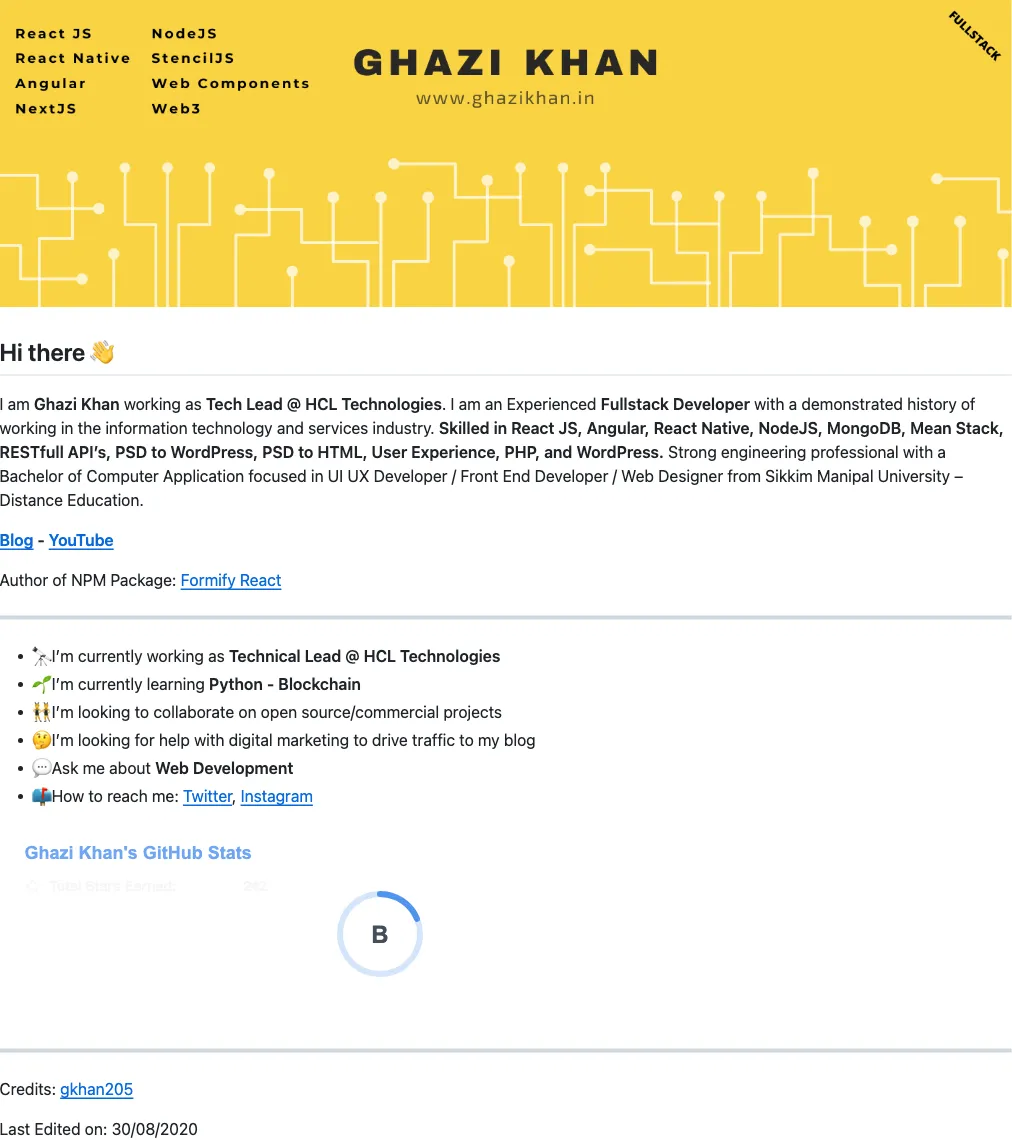 React JS
React Native
Angular
NextJS
NodeJS
StencilJS
Web Components
Web3
GHAZI KHAN
www.ghazikhan.in
FULLSTACK
Hi there 👋
I am Ghazi Khan working as Tech Lead @ HCL Technologies. I am an Experienced Fullstack Developer with a demonstrated history of
working in the information technology and services industry. Skilled in React JS, Angular, React Native, NodeJS, MongoDB, Mean Stack,
RESTfull API's, PSD to WordPress, PSD to HTML, User Experience, PHP, and WordPress. Strong engineering professional with a
Bachelor of Computer Application focused in UI UX Developer / Front End Developer / Web Designer from Sikkim Manipal University –
Distance Education.
Blog - YouTube
Author of NPM Package: Formify React
• 🔭I'm currently working as Technical Lead @ HCL Technologies
• 🌱I'm currently learning Python - Blockchain
• 👯I'm looking to collaborate on open source/commercial projects
• 🤔I'm looking for help with digital marketing to drive traffic to my blog
• 💬Ask me about Web Development
• 📫How to reach me: Twitter, Instagram
Ghazi Khan's GitHub Stats
Total Stars Earned: 262
B
Credits: gkhan205
Last Edited on: 30/08/2020